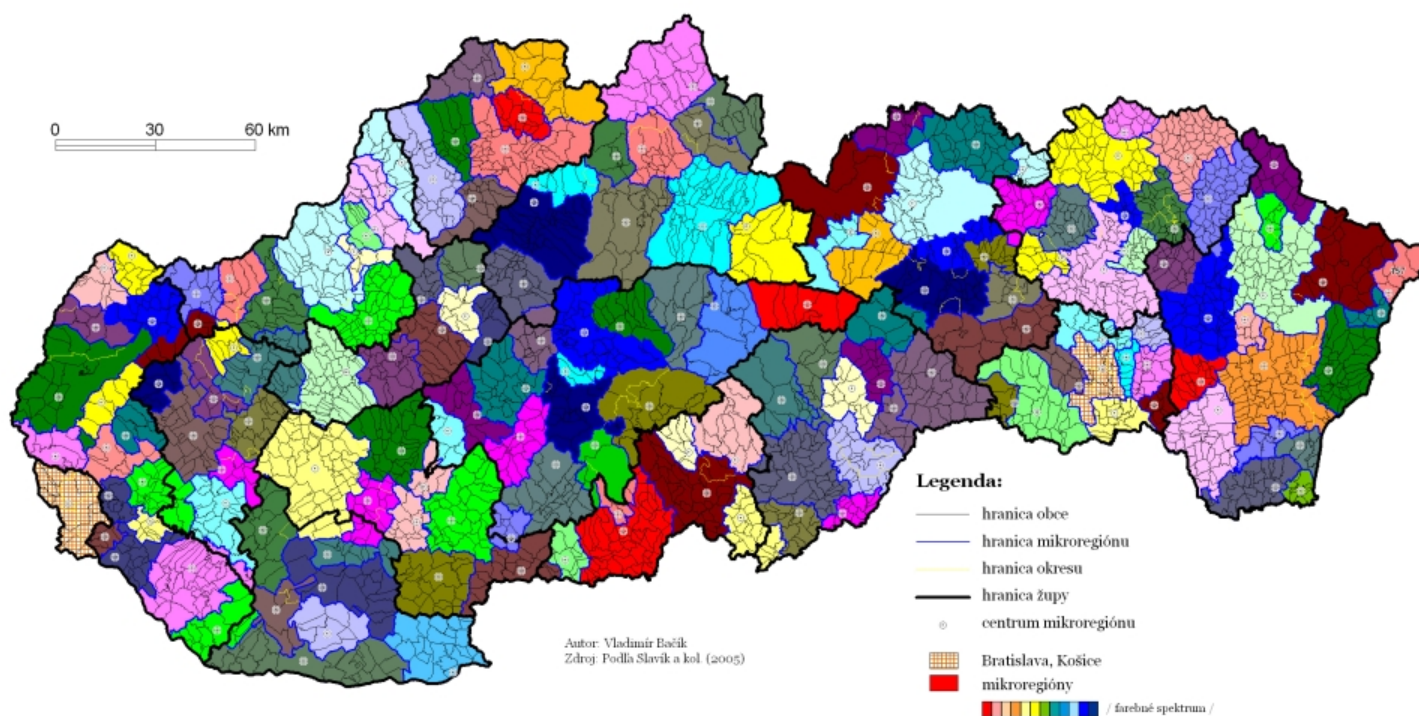 0 30 60 km
Legenda:
hranica obce
hranica mikroregiónu
hranica okresu
hranica župy
centrum mikroregiónu
Bratislava, Košice
mikroregióny
/ farebné spektrum /
Autor: Vladimír Bačík
Zdroj: Podľa Slavík a kol. (2005)